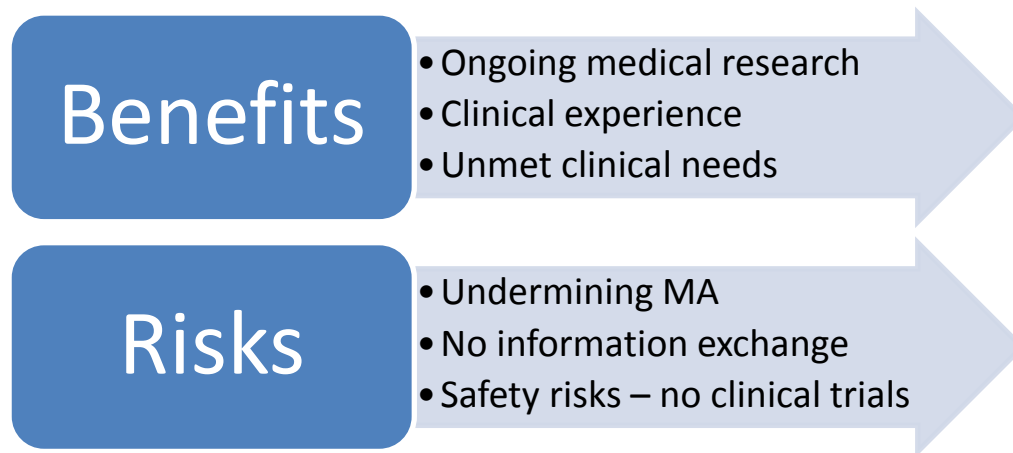 Benefits
• Ongoing medical research
• Clinical experience
• Unmet clinical needs
Risks
• Undermining MA
• No information exchange
• Safety risks – no clinical trials